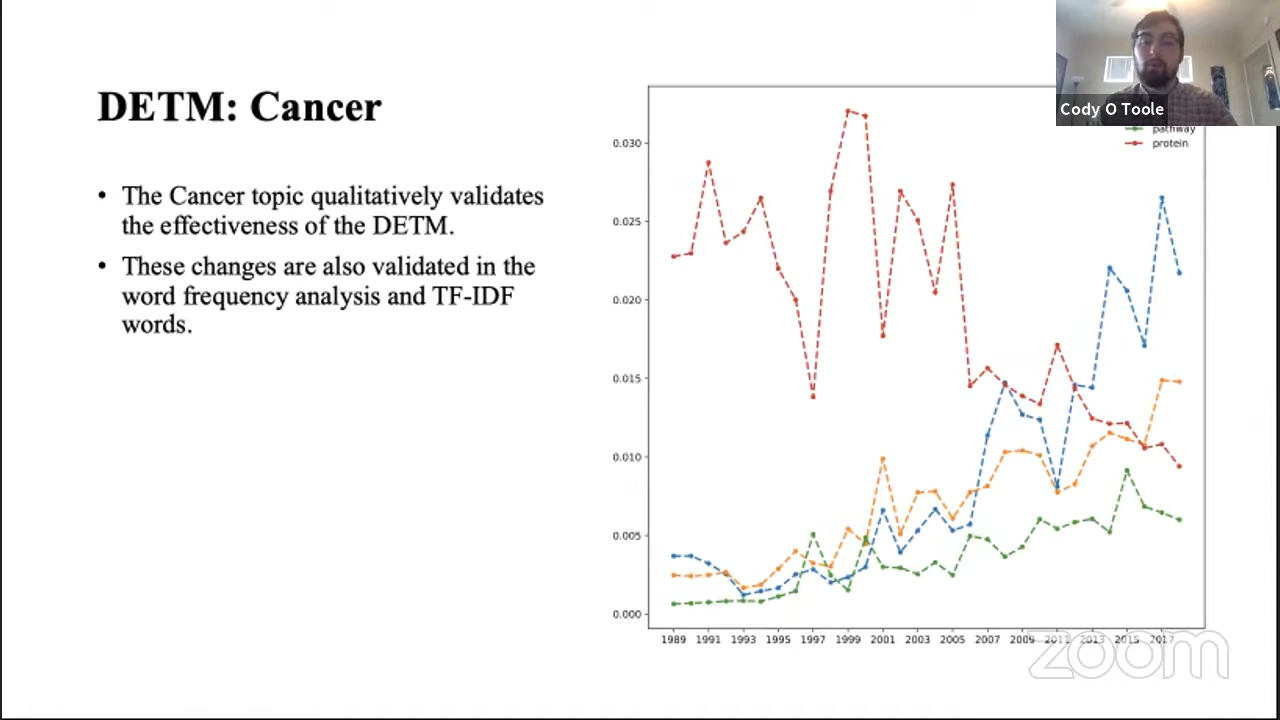 DETM: Cancer
• The Cancer topic qualitatively validates
the effectiveness of the DETM.
• These changes are also validated in the
word frequency analysis and TF-IDF
words.
Cody O Toole
pathway
protein
0.030
0.025
0.020
0.015
0.010
0.005
0.000
1989 1991 1993 1995 1997 1999 2001 2003 2005 2007 2009 2011 2013 2015 2017
zoom